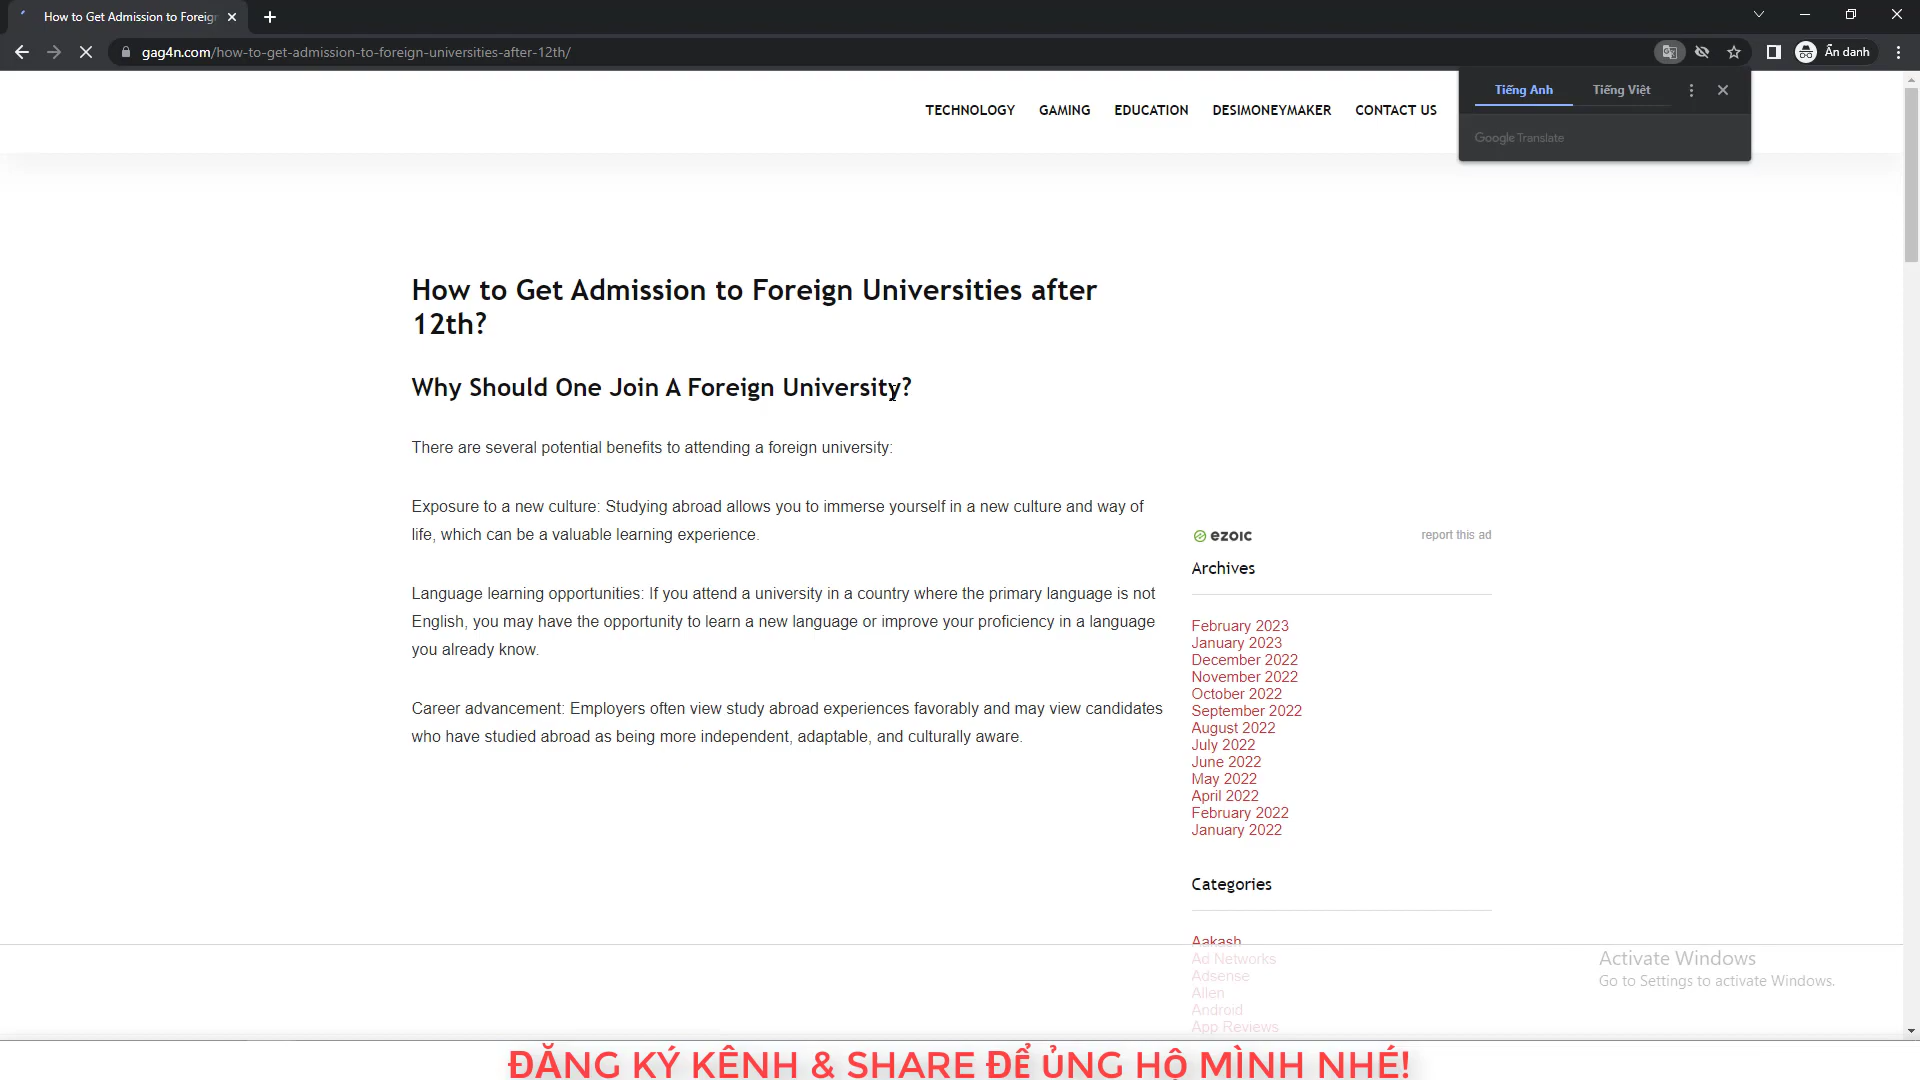 How to Get Admission to Foreig
gag4n.com/how-to-get-admission-to-foreign-universities-after-12th/
Ẩn danh
Tiếng Anh
Tiếng Việt
Google Translate
TECHNOLOGY
GAMING
EDUCATION
DESIMONEYMAKER
CONTACT US
How to Get Admission to Foreign Universities after
12th?
Why Should One Join A Foreign University?
There are several potential benefits to attending a foreign university:
Exposure to a new culture: Studying abroad allows you to immerse yourself in a new culture and way of
life, which can be a valuable learning experience.
Language learning opportunities: If you attend a university in a country where the primary language is not
English, you may have the opportunity to learn a new language or improve your proficiency in a language
you already know.
Career advancement: Employers often view study abroad experiences favorably and may view candidates
who have studied abroad as being more independent, adaptable, and culturally aware.
ezoic
report this ad
Archives
February 2023
January 2023
December 2022
November 2022
October 2022
September 2022
August 2022
July 2022
June 2022
May 2022
April 2022
February 2022
January 2022
Categories
Aakash
Ad Networks
Adsense
Allen
Android
App Reviews
Activate Windows
Go to Settings to activate Windows.
ĐĂNG KÝ KÊNH & SHARE ĐỂ ỦNG HỘ MÌNH NHÉ!